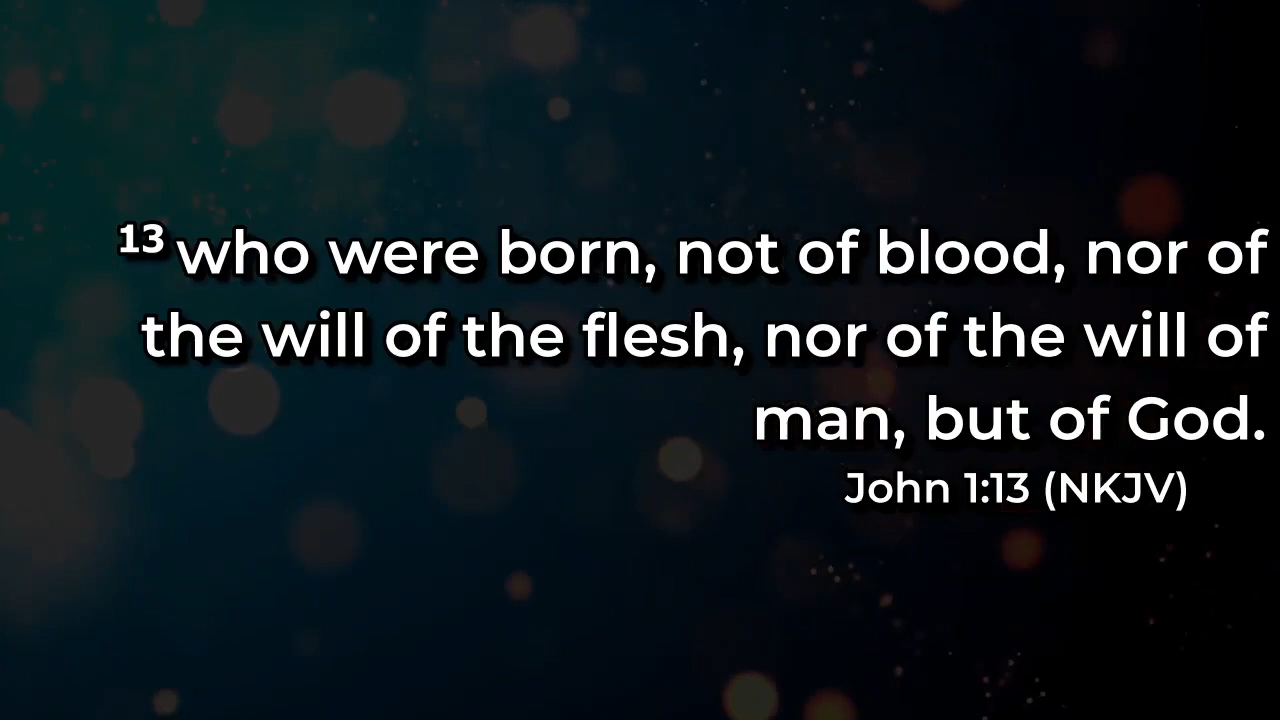 13 who were born, not of blood, nor of
the will of the flesh, nor of the will of
man, but of God.
John 1:13 (NKJV)